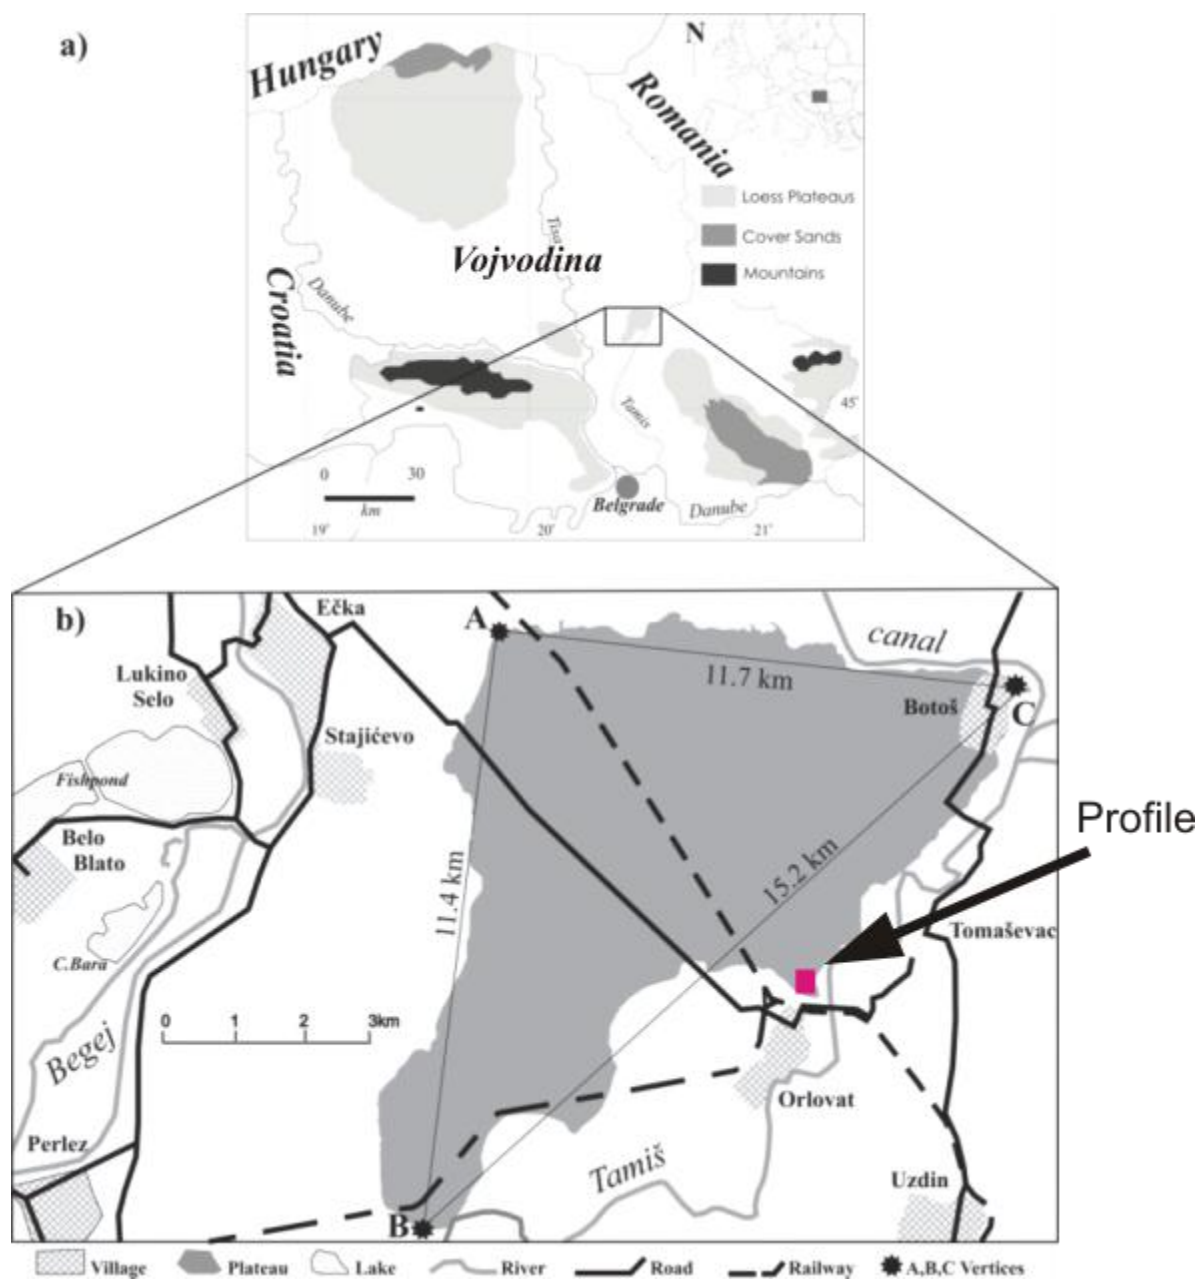 a)
Hungary
N
Romania
Loess Plateaus
Cover Sands
Mountains
Tisa
Vojvodina
Croatia
Danube
Tamis
45'
0 30
km
Belgrade
Danube
19' 20' 21'
b)
Ečka
A
canal
Lukino
Selo
11.7 km
Botoš
C
Stajićevo
Fishpond
Profile
Belo
Blato
11.4 km
15.2 km
Tomaševac
C.Bara
0 1 2 3km
Begej
Orlovat
Perlez
Tamiš
Uzdin
B
Village Plateau Lake River Road Railway A,B,C Vertices